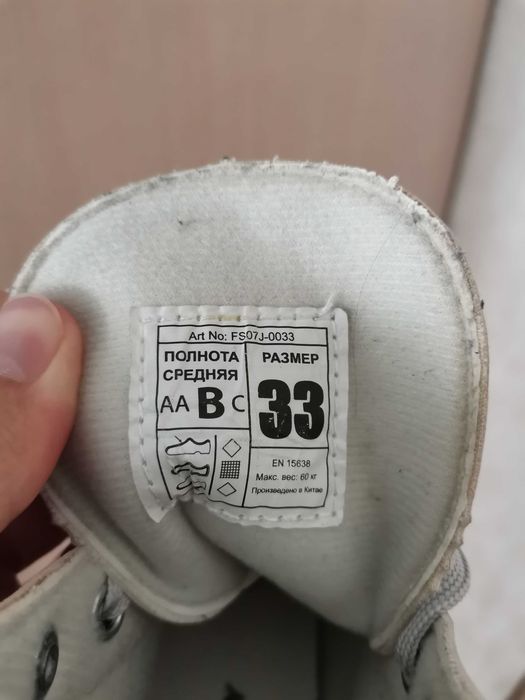 Art No: FS07J-0033
ПОЛНОТА
СРЕДНЯЯ
AA B C
РАЗМЕР
33
EN 15638
Макс. вес: 60 кг
Произведено в Китае